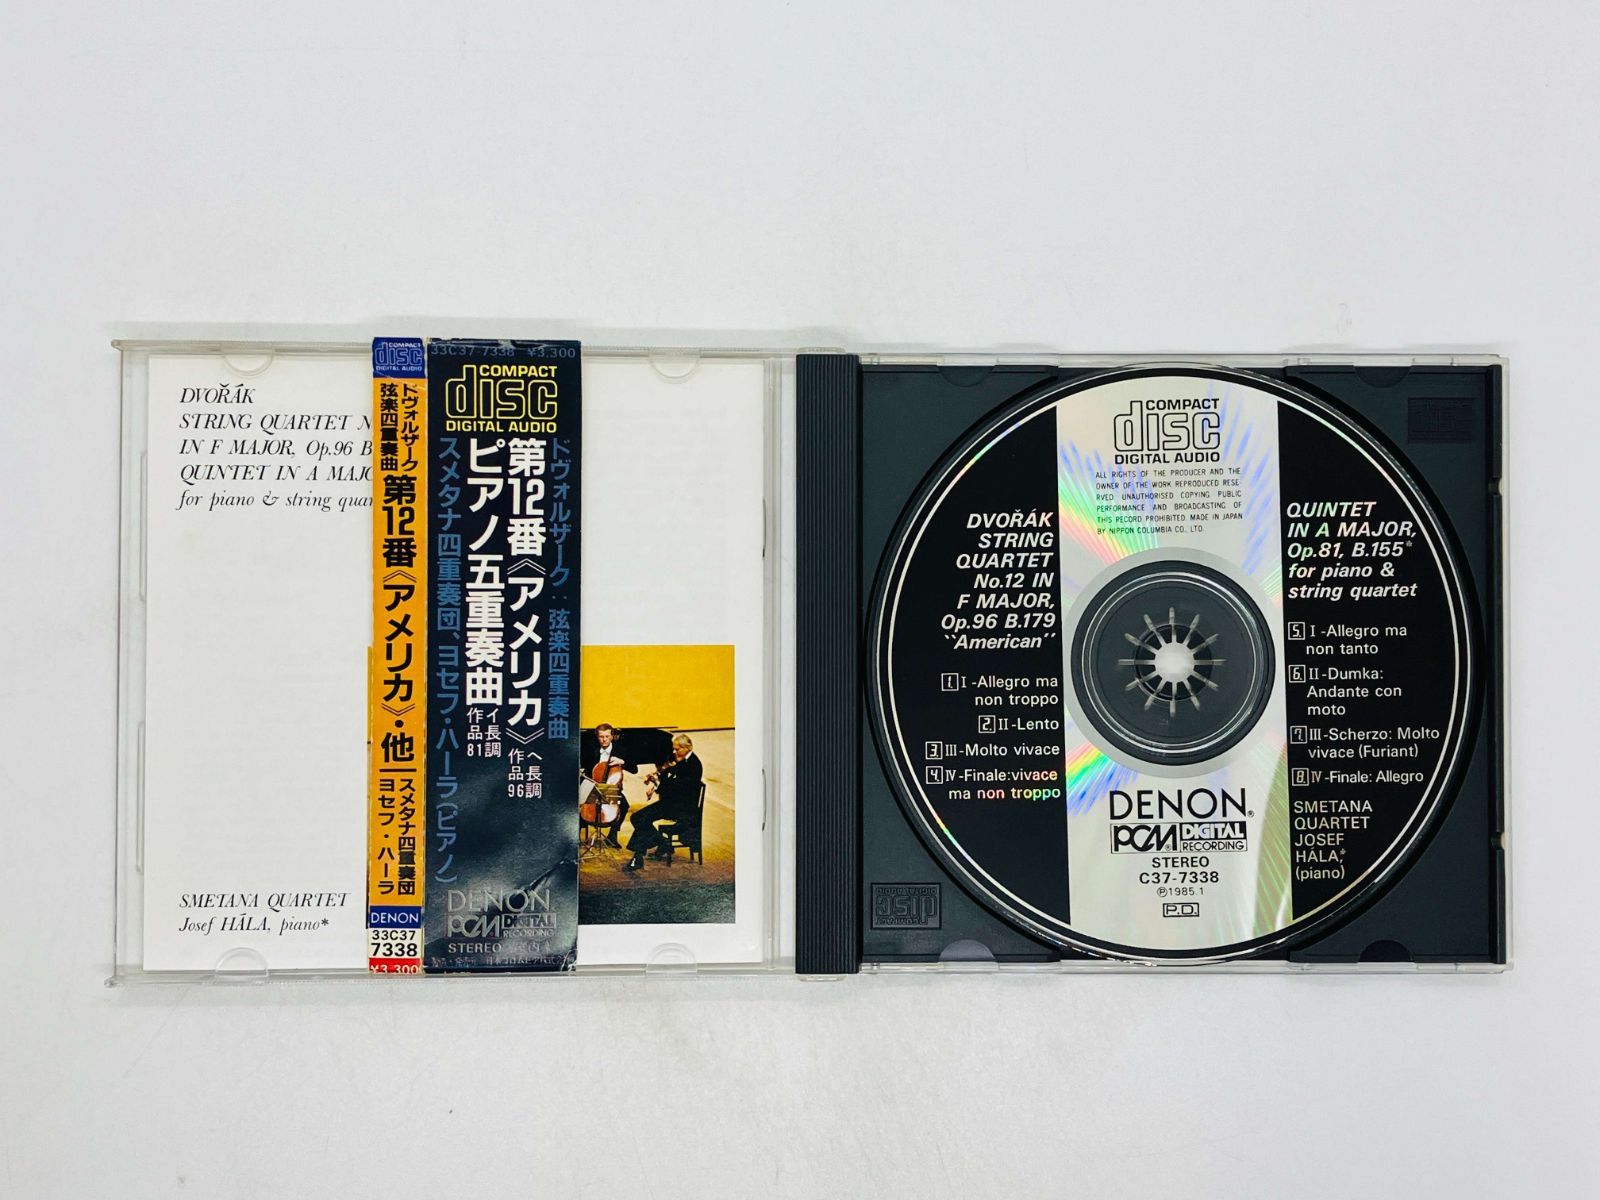 DVOŘÁK
STRING QUARTET N
IN F MAJOR, Op.96 B
QUINTET IN A MAJO
for piano & string quar
SMETANA QUARTET
Josef HÁLA, piano*
COMPACT
disc
DIGITAL AUDIO
ドヴォルザーク
弦楽四重奏曲
第12番《アメリカ》・他
スメタナ四重奏団
ヨセフ・ハーラ
DENON
33C37
7338
¥3,300
33C37-7338 ¥3,300
COMPACT
disc
DIGITAL AUDIO
ドヴォルザーク:弦楽四重奏曲
第12番《アメリカ》
ヘ長調
作品96
ピアノ五重奏曲
イ長調
作品81
スメタナ四重奏団、ヨセフ・ハーラ(ピアノ)
DENON
PCM DIGITAL
RECORDING
STEREO
COMPACT
disc
DIGITAL AUDIO
ALL RIGHTS OF THE PRODUCER AND THE
OWNER OF THE WORK REPRODUCED RESE-
RVED UNAUTHORISED COPYING PUBLIC
PERFORMANCE AND BROADCASTING OF
THIS RECORD PROHIBITED MADE IN JAPAN
BY NIPPON COLUMBIA CO., LTD.
DVOŘÁK
STRING
QUARTET
No.12 IN
F MAJOR,
Op.96 B.179
"American"
1. I-Allegro ma
non troppo
2. II-Lento
3. III-Molto vivace
4. IV-Finale:vivace
ma non troppo
QUINTET
IN A MAJOR,
Op.81, B.155*
for piano &
string quartet
5. I-Allegro ma
non tanto
6. II-Dumka:
Andante con
moto
7. III-Scherzo: Molto
vivace (Furiant)
8. IV-Finale: Allegro
SMETANA
QUARTET
JOSEF
HÁLA,*
(piano)
DENON®
PCM® DIGITAL
RECORDING
STEREO
C37-7338
Ⓟ1985.1
P.D.